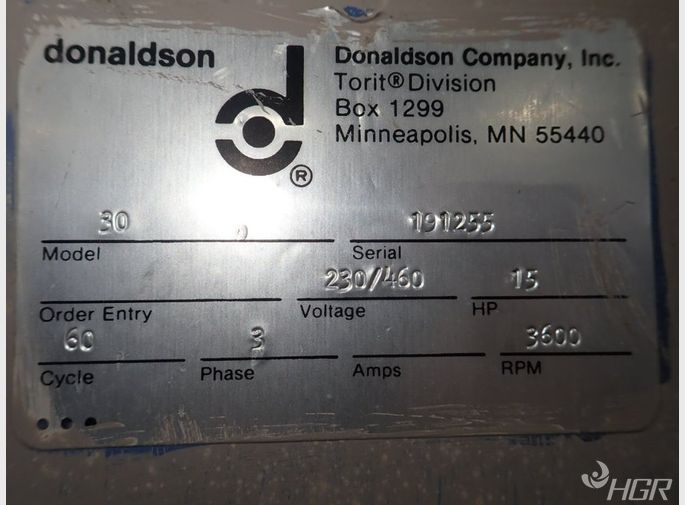 donaldson
Donaldson Company, Inc.
Torit® Division
Box 1299
Minneapolis, MN 55440
®
30 191255
Model Serial
230/460 15
Order Entry Voltage HP
60 3 3600
Cycle Phase Amps RPM
HGR